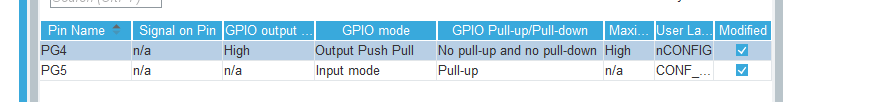 Pin Name Signal on Pin GPIO output ... GPIO mode GPIO Pull-up/Pull-down Maxi... User La... Modified
PG4 n/a High Output Push Pull No pull-up and no pull-down High nCONFIG
PG5 n/a n/a Input mode Pull-up n/a CONF_...